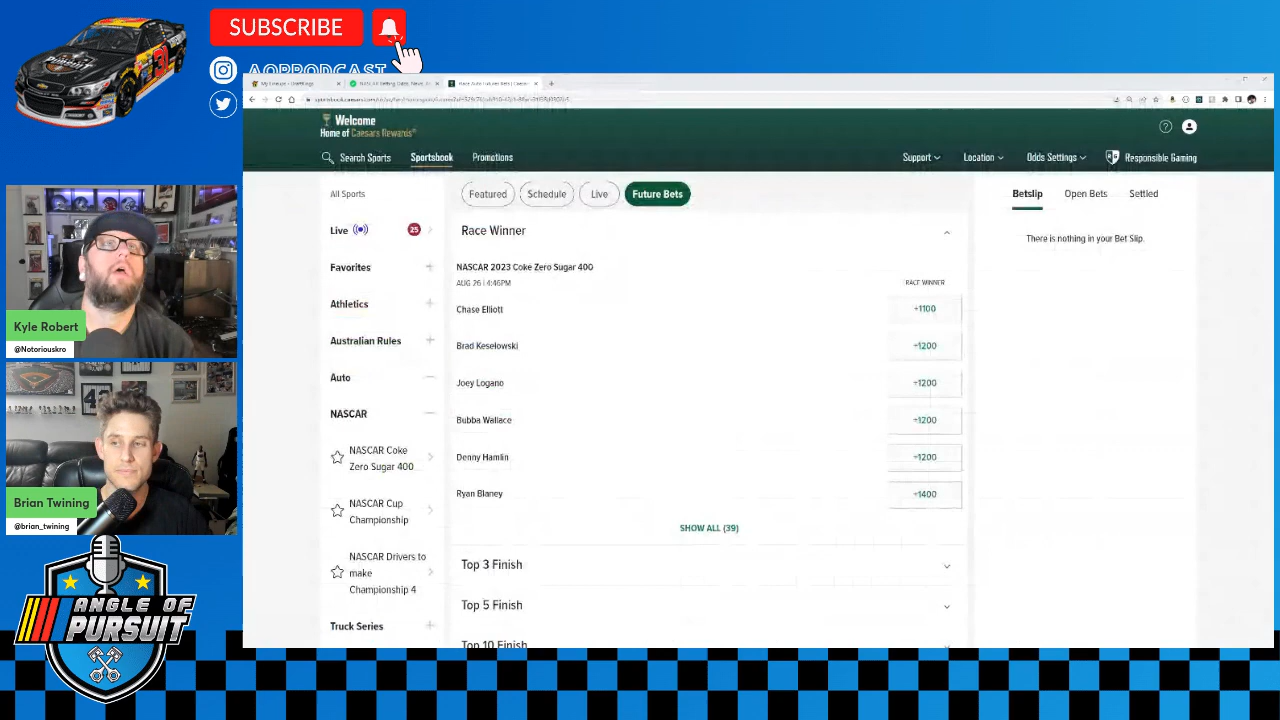 SUBSCRIBE
AOPPODCAST
Welcome
Home of Caesars Rewards
Search Sports
Sportsbook
Promotions
Support
Location
Odds Settings
Responsible Gaming
All Sports
Featured
Schedule
Live
Future Bets
Betslip
Open Bets
Settled
Live
25
Race Winner
There is nothing in your Bet Slip.
Favorites
NASCAR 2023 Coke Zero Sugar 400
AUG 26 | 4:46PM
RACE WINNER
Athletics
Chase Elliott
+1100
Australian Rules
Brad Keselowski
+1200
Auto
Joey Logano
+1200
NASCAR
Bubba Wallace
+1200
NASCAR Coke
Zero Sugar 400
Denny Hamlin
+1200
NASCAR Cup
Championship
Ryan Blaney
+1400
SHOW ALL (39)
NASCAR Drivers to
make
Championship 4
Top 3 Finish
Top 5 Finish
Truck Series
Top 10 Finish
Kyle Robert
@Notoriouskro
Brian Twining
@brian_twining
ANGLE OF
PURSUIT